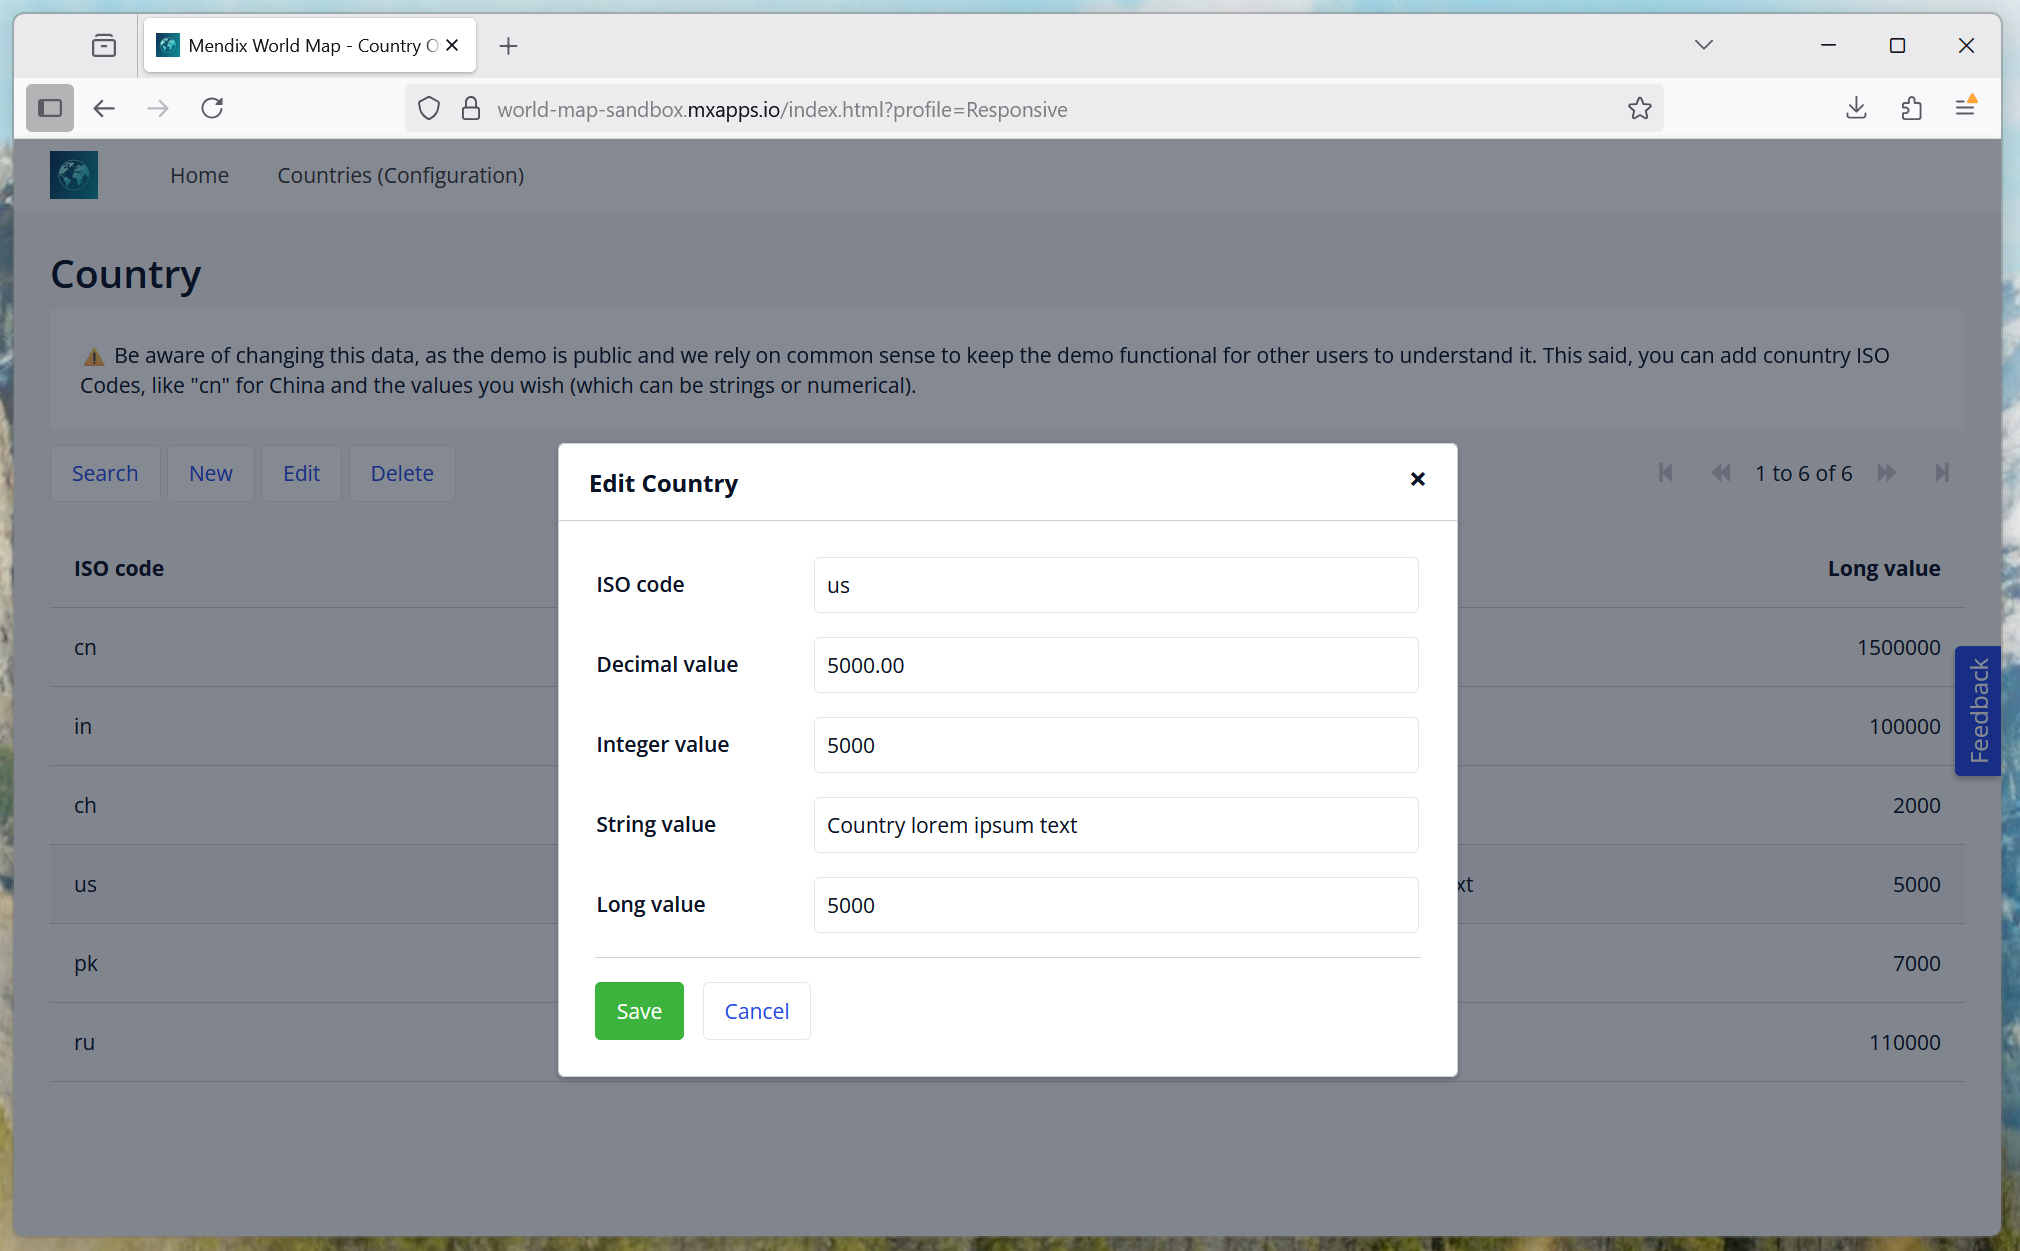 Mendix World Map - Country O
world-map-sandbox.mxapps.io/index.html?profile=Responsive
Home
Countries (Configuration)
Country
Be aware of changing this data, as the demo is public and we rely on common sense to keep the demo functional for other users to understand it. This said, you can add conuntry ISO
Codes, like "cn" for China and the values you wish (which can be strings or numerical).
Search
New
Edit
Delete
1 to 6 of 6
ISO code
Long value
cn
1500000
in
100000
ch
2000
us
xt
5000
pk
7000
ru
110000
Feedback
Edit Country
ISO code
us
Decimal value
5000.00
Integer value
5000
String value
Country lorem ipsum text
Long value
5000
Save
Cancel